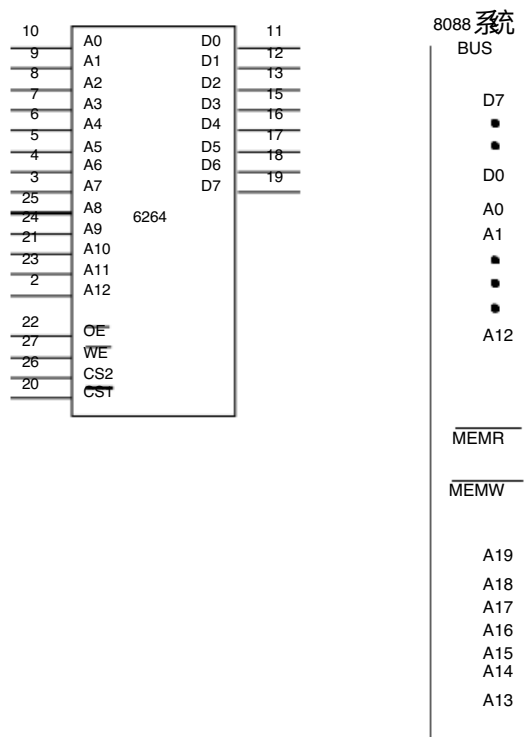 10 A0 D0 11
9 A1 D1 12
8 A2 D2 13
7 A3 D3 15
6 A4 D4 16
5 A5 D5 17
4 A6 D6 18
3 A7 D7 19
25 A8 6264
24 A9
21 A10
23 A11
2 A12
22 OE
27 WE
26 CS2
20 CS1
8088 系统
BUS
D7
D0
A0
A1
A12
MEMR
MEMW
A19
A18
A17
A16
A15
A14
A13